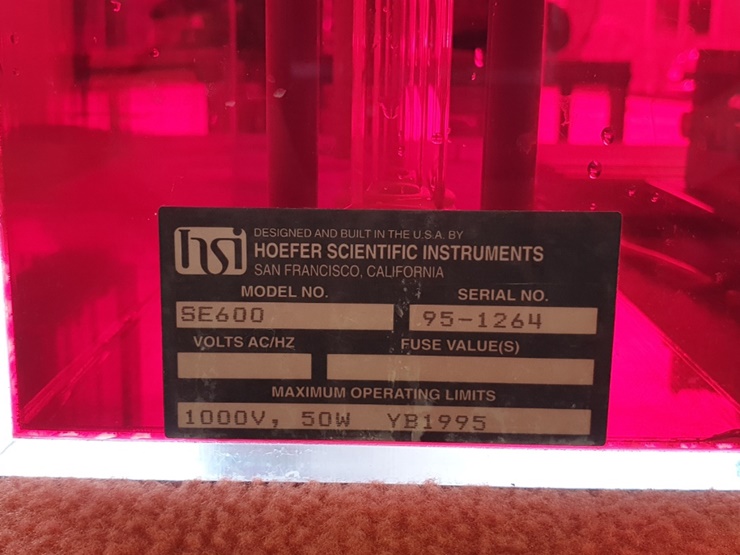 hsi
DESIGNED AND BUILT IN THE U.S.A. BY
HOEFER SCIENTIFIC INSTRUMENTS
SAN FRANCISCO, CALIFORNIA
MODEL NO. SERIAL NO.
SE600 95-1264
VOLTS AC/HZ FUSE VALUE(S)
MAXIMUM OPERATING LIMITS
1000V, 50W YB1995